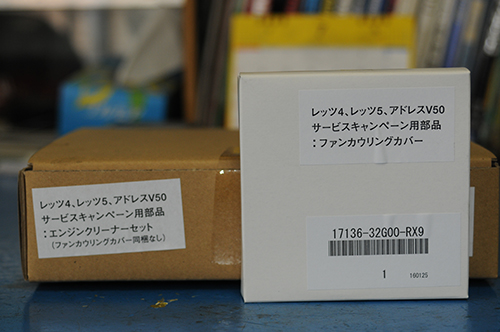 レッツ4、レッツ5、アドレスV50
サービスキャンペーン用部品
：ファンカウリングカバー
17136-32G00-RX9
1
160125
レッツ4、レッツ5、アドレスV50
サービスキャンペーン用部品
：エンジンクリーナーセット
（ファンカウリングカバー同梱なし）